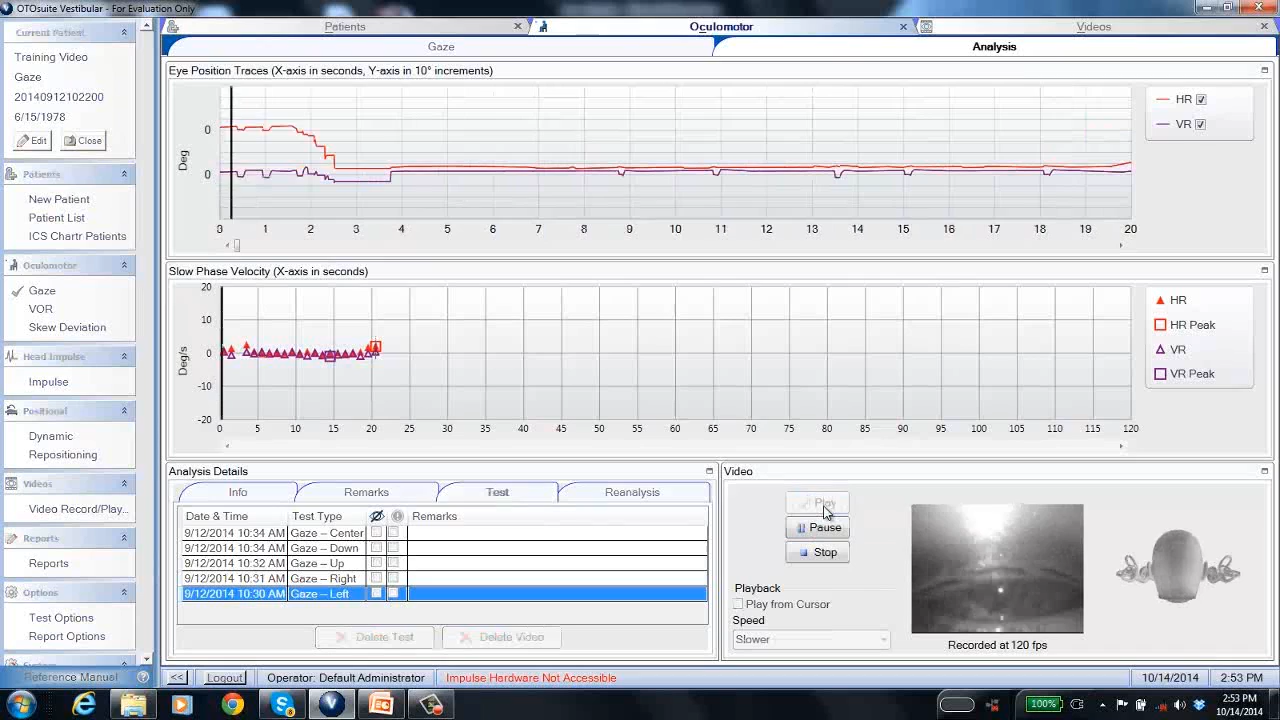 OTOsuite Vestibular - For Evaluation Only
Current Patient
Training Video
Gaze
20140912102200
6/15/1978
Edit Close
Patients
New Patient
Patient List
ICS Chartr Patients
Oculomotor
Gaze
VOR
Skew Deviation
Head Impulse
Impulse
Positional
Dynamic
Repositioning
Videos
Video Record/Play...
Reports
Reports
Options
Test Options
Report Options
Reference Manual
Patients Oculomotor Videos
Gaze Analysis
Eye Position Traces (X-axis in seconds, Y-axis in 10° increments)
Deg
0
0
0 1 2 3 4 5 6 7 8 9 10 11 12 13 14 15 16 17 18 19 20
HR
VR
Slow Phase Velocity (X-axis in seconds)
Deg/s
20
10
0
-10
-20
0 5 10 15 20 25 30 35 40 45 50 55 60 65 70 75 80 85 90 95 100 105 110 115 120
HR
HR Peak
VR
VR Peak
Analysis Details
Info Remarks Test Reanalysis
Date & Time Test Type Remarks
9/12/2014 10:34 AM Gaze – Center
9/12/2014 10:34 AM Gaze – Down
9/12/2014 10:32 AM Gaze – Up
9/12/2014 10:31 AM Gaze – Right
9/12/2014 10:30 AM Gaze – Left
Delete Test Delete Video
Video
Play
Pause
Stop
Playback
Play from Cursor
Speed
Slower
Recorded at 120 fps
<< Logout Operator: Default Administrator Impulse Hardware Not Accessible 10/14/2014 2:53 PM
100% 2:53 PM
10/14/2014